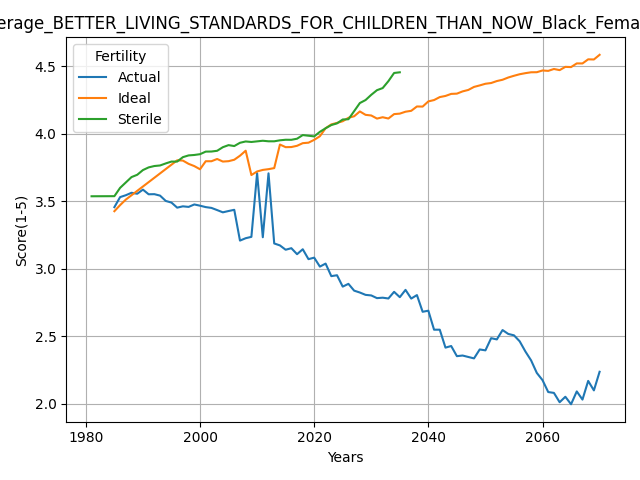 erage_BETTER_LIVING_STANDARDS_FOR_CHILDREN_THAN_NOW_Black_Fema
Fertility
Actual
Ideal
Sterile
Score(1-5)
4.5
4.0
3.5
3.0
2.5
2.0
1980
2000
2020
2040
2060
Years